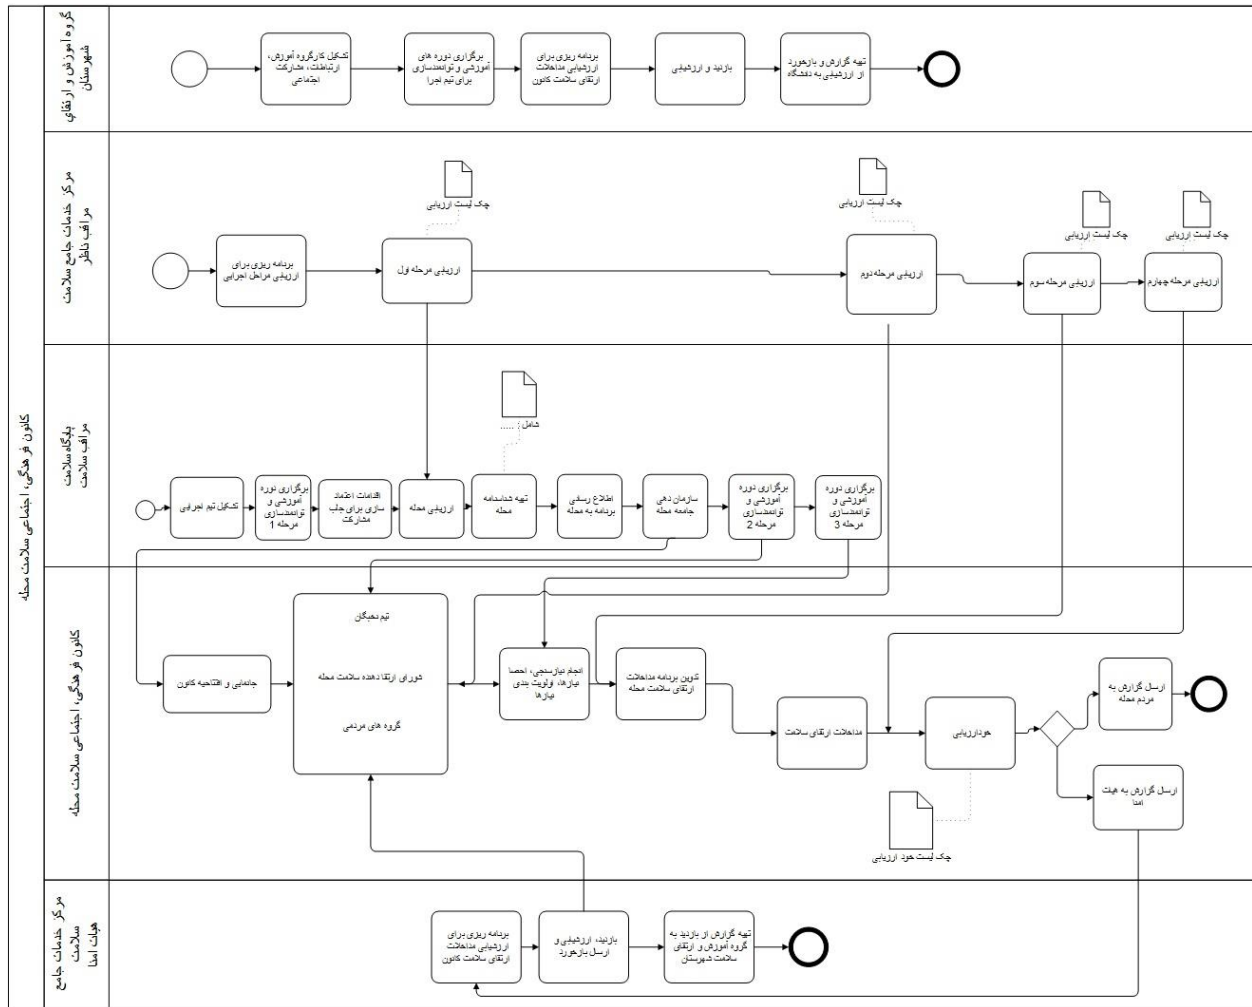 کانون فرهنگی، اجتماعی سلامت محله
گروه آموزش و ارتقای
شهرستان
تشکیل کارگروه آموزش،
ارتباطات، مشارکت
اجتماعی
برگزاری دوره های
آموزشی و توانمندسازی
برای تیم اجرا
برنامه ریزی برای
ارزشیابی مداخلات
ارتقای سلامت کانون
بازدید و ارزشیابی
تهیه گزارش و بازخورد
از ارزشیابی به دانشگاه
مرکز خدمات جامع سلامت
مراقب ناظر
برنامه ریزی برای
ارزیابی مراحل اجرایی
ارزیابی مرحله اول
چک لیست ارزیابی
ارزیابی مرحله دوم
چک لیست ارزیابی
ارزیابی مرحله سوم
چک لیست ارزیابی
ارزیابی مرحله چهارم
چک لیست ارزیابی
پایگاه سلامت
مراقب سلامت
تشکیل تیم اجرایی
برگزاری دوره
آموزشی و
توانمندسازی
مرحله 1
اقدامات اعتماد
سازی برای جلب
مشارکت
ارزیابی محله
تهیه شناسنامه
محله
شامل : .....
اطلاع رسانی
برنامه به محله
سازمان دهی
جامعه محله
برگزاری دوره
آموزشی و
توانمندسازی
مرحله 2
برگزاری دوره
آموزشی و
توانمندسازی
مرحله 3
کانون فرهنگی، اجتماعی سلامت محله
جانمایی و افتتاحیه کانون
تیم نخبگان
شورای ارتقا دهنده سلامت محله
گروه های مردمی
انجام نیازسنجی، احصا
نیازها، اولویت بندی
نیازها
تدوین برنامه مداخلات
ارتقای سلامت محله
مداخلات ارتقای سلامت
خودارزیابی
چک لیست خود ارزیابی
ارسال گزارش به
مردم محله
ارسال گزارش به هیئت
امنا
مرکز خدمات جامع
سلامت
هیات امنا
برنامه ریزی برای
ارزشیابی مداخلات
ارتقای سلامت کانون
بازدید، ارزشیابی و
ارسال بازخورد
تهیه گزارش از بازدید به
گروه آموزش و ارتقای
سلامت شهرستان